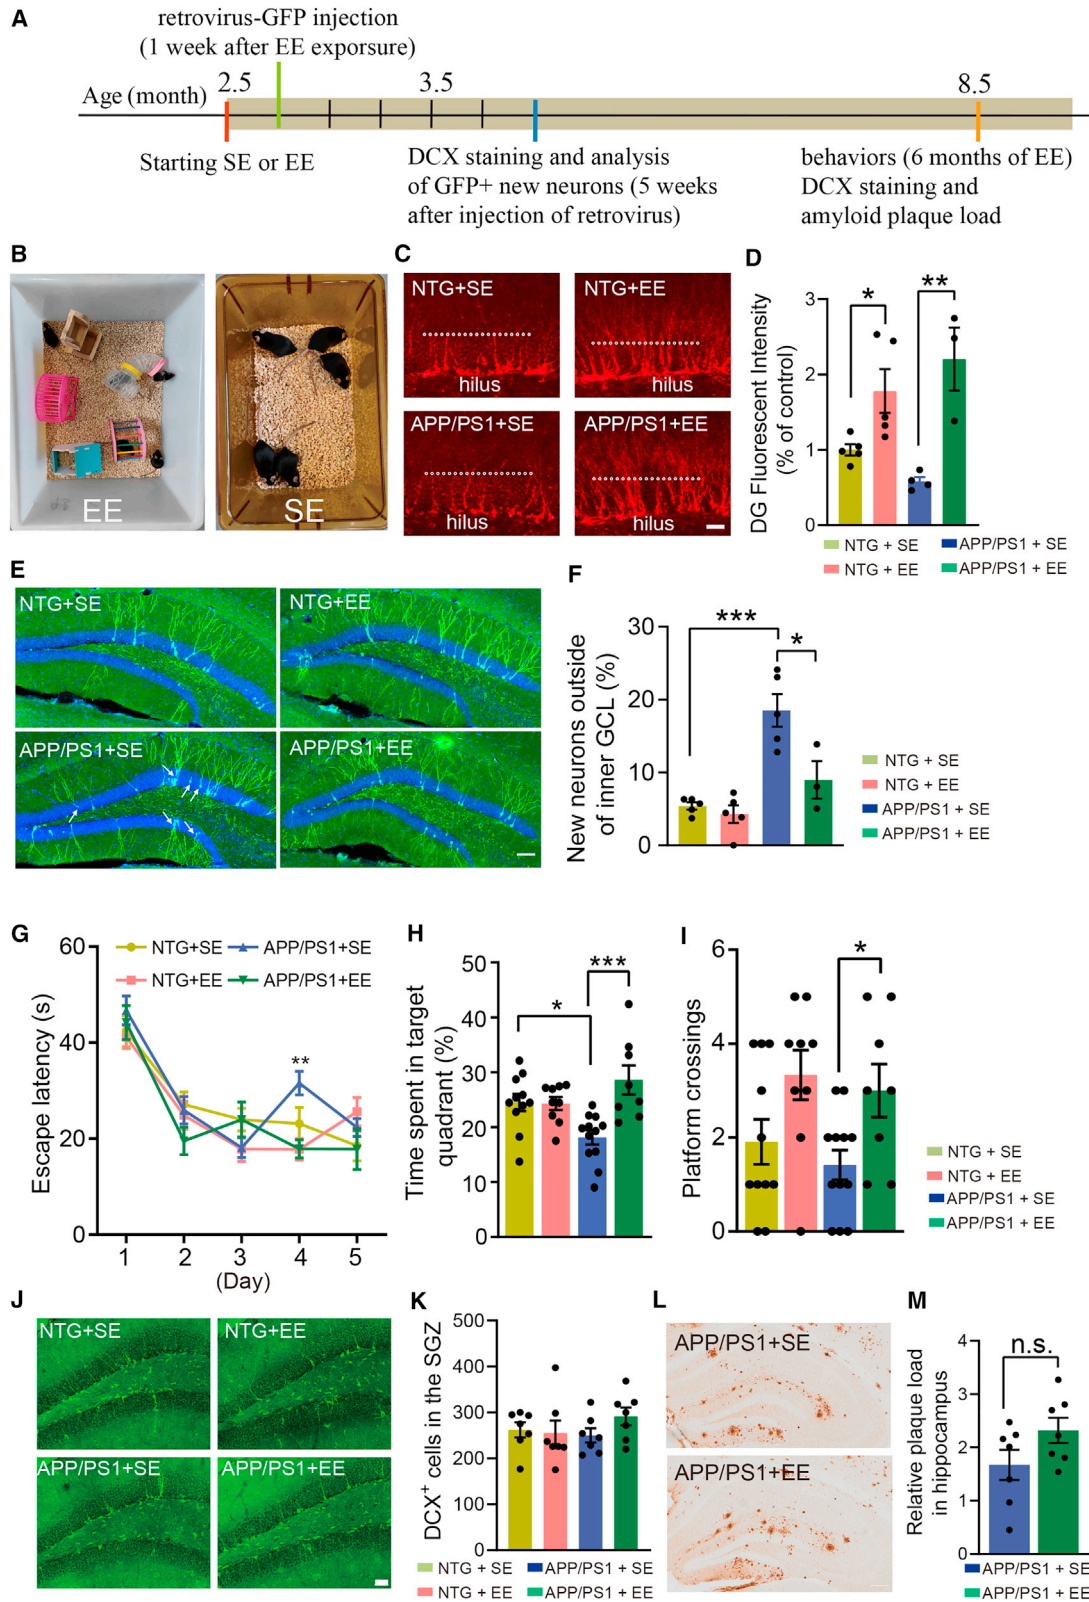 A
retrovirus-GFP injection
(1 week after EE exporsure)
2.5
3.5
8.5
Age (month)
Starting SE or EE
DCX staining and analysis
of GFP+ new neurons (5 weeks
after injection of retrovirus)
behaviors (6 months of EE)
DCX staining and
amyloid plaque load
B
EE
SE
C
NTG+SE
hilus
NTG+EE
hilus
APP/PS1+SE
hilus
APP/PS1+EE
hilus
D
DG Fluorescent Intensity
(% of control)
3
2
1
0
*
**
NTG + SE
APP/PS1 + SE
NTG + EE
APP/PS1 + EE
E
NTG+SE
NTG+EE
APP/PS1+SE
APP/PS1+EE
F
New neurons outside
of inner GCL (%)
30
20
10
0
***
*
NTG + SE
NTG + EE
APP/PS1 + SE
APP/PS1 + EE
G
Escape latency (s)
60
40
20
0
NTG+SE
APP/PS1+SE
NTG+EE
APP/PS1+EE
**
1 2 3 4 5
(Day)
H
Time spent in target
quadrant (%)
50
40
30
20
10
0
*
***
I
Platform crossings
6
4
2
0
*
NTG + SE
NTG + EE
APP/PS1 + SE
APP/PS1 + EE
J
NTG+SE
NTG+EE
APP/PS1+SE
APP/PS1+EE
K
DCX+ cells in the SGZ
500
400
300
200
100
0
NTG + SE
APP/PS1 + SE
NTG + EE
APP/PS1 + EE
L
APP/PS1+SE
APP/PS1+EE
M
Relative plaque load
in hippocampus
4
3
2
1
0
n.s.
APP/PS1 + SE
APP/PS1 + EE